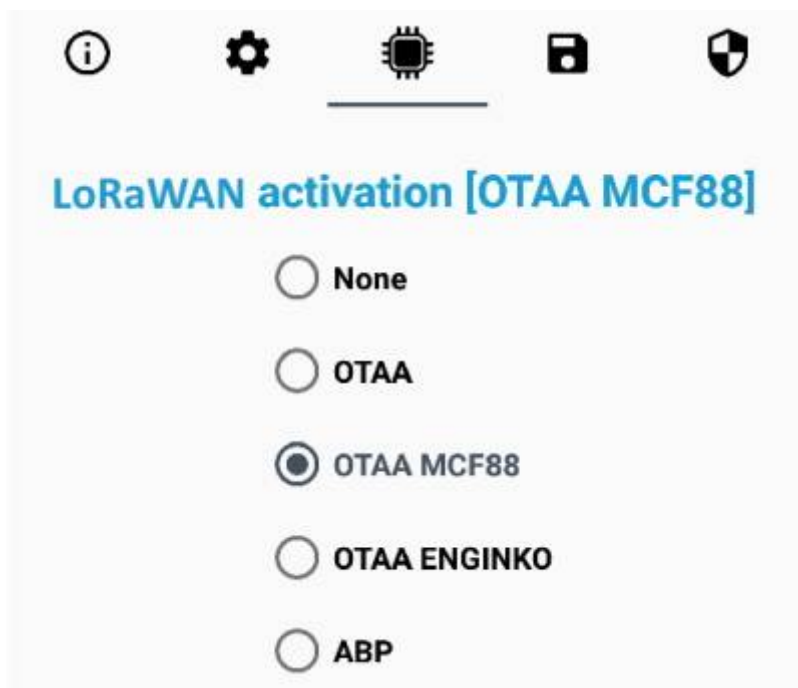 LoRaWAN activation [OTAA MCF88]
None
OTAA
OTAA MCF88
OTAA ENGINKO
ABP